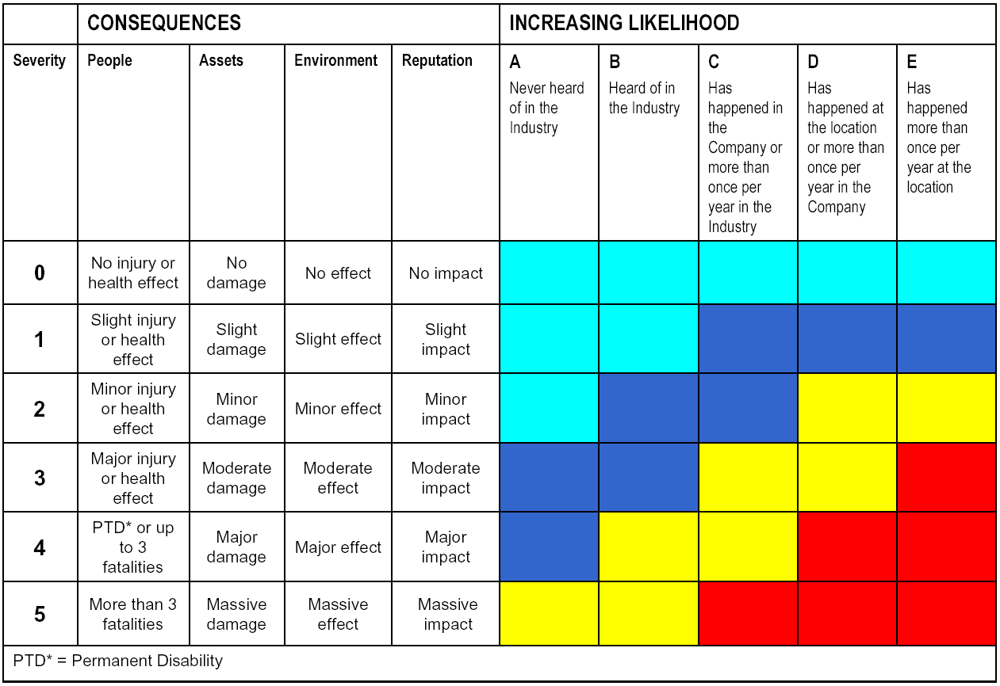 CONSEQUENCES
INCREASING LIKELIHOOD
Severity
People
Assets
Environment
Reputation
A
Never heard
of in the
Industry
B
Heard of in
the Industry
C
Has
happened in
the
Company or
more than
once per
year in the
Industry
D
Has
happened at
the location
or more than
once per
year in the
Company
E
Has
happened
more than
once per
year at the
location
0
No injury or
health effect
No
damage
No effect
No impact
1
Slight injury
or health
effect
Slight
damage
Slight effect
Slight
impact
2
Minor injury
or health
effect
Minor
damage
Minor effect
Minor
impact
3
Major injury
or health
effect
Moderate
damage
Moderate
effect
Moderate
impact
4
PTD* or up
to 3
fatalities
Major
damage
Major effect
Major
impact
5
More than 3
fatalities
Massive
damage
Massive
effect
Massive
impact
PTD* = Permanent Disability